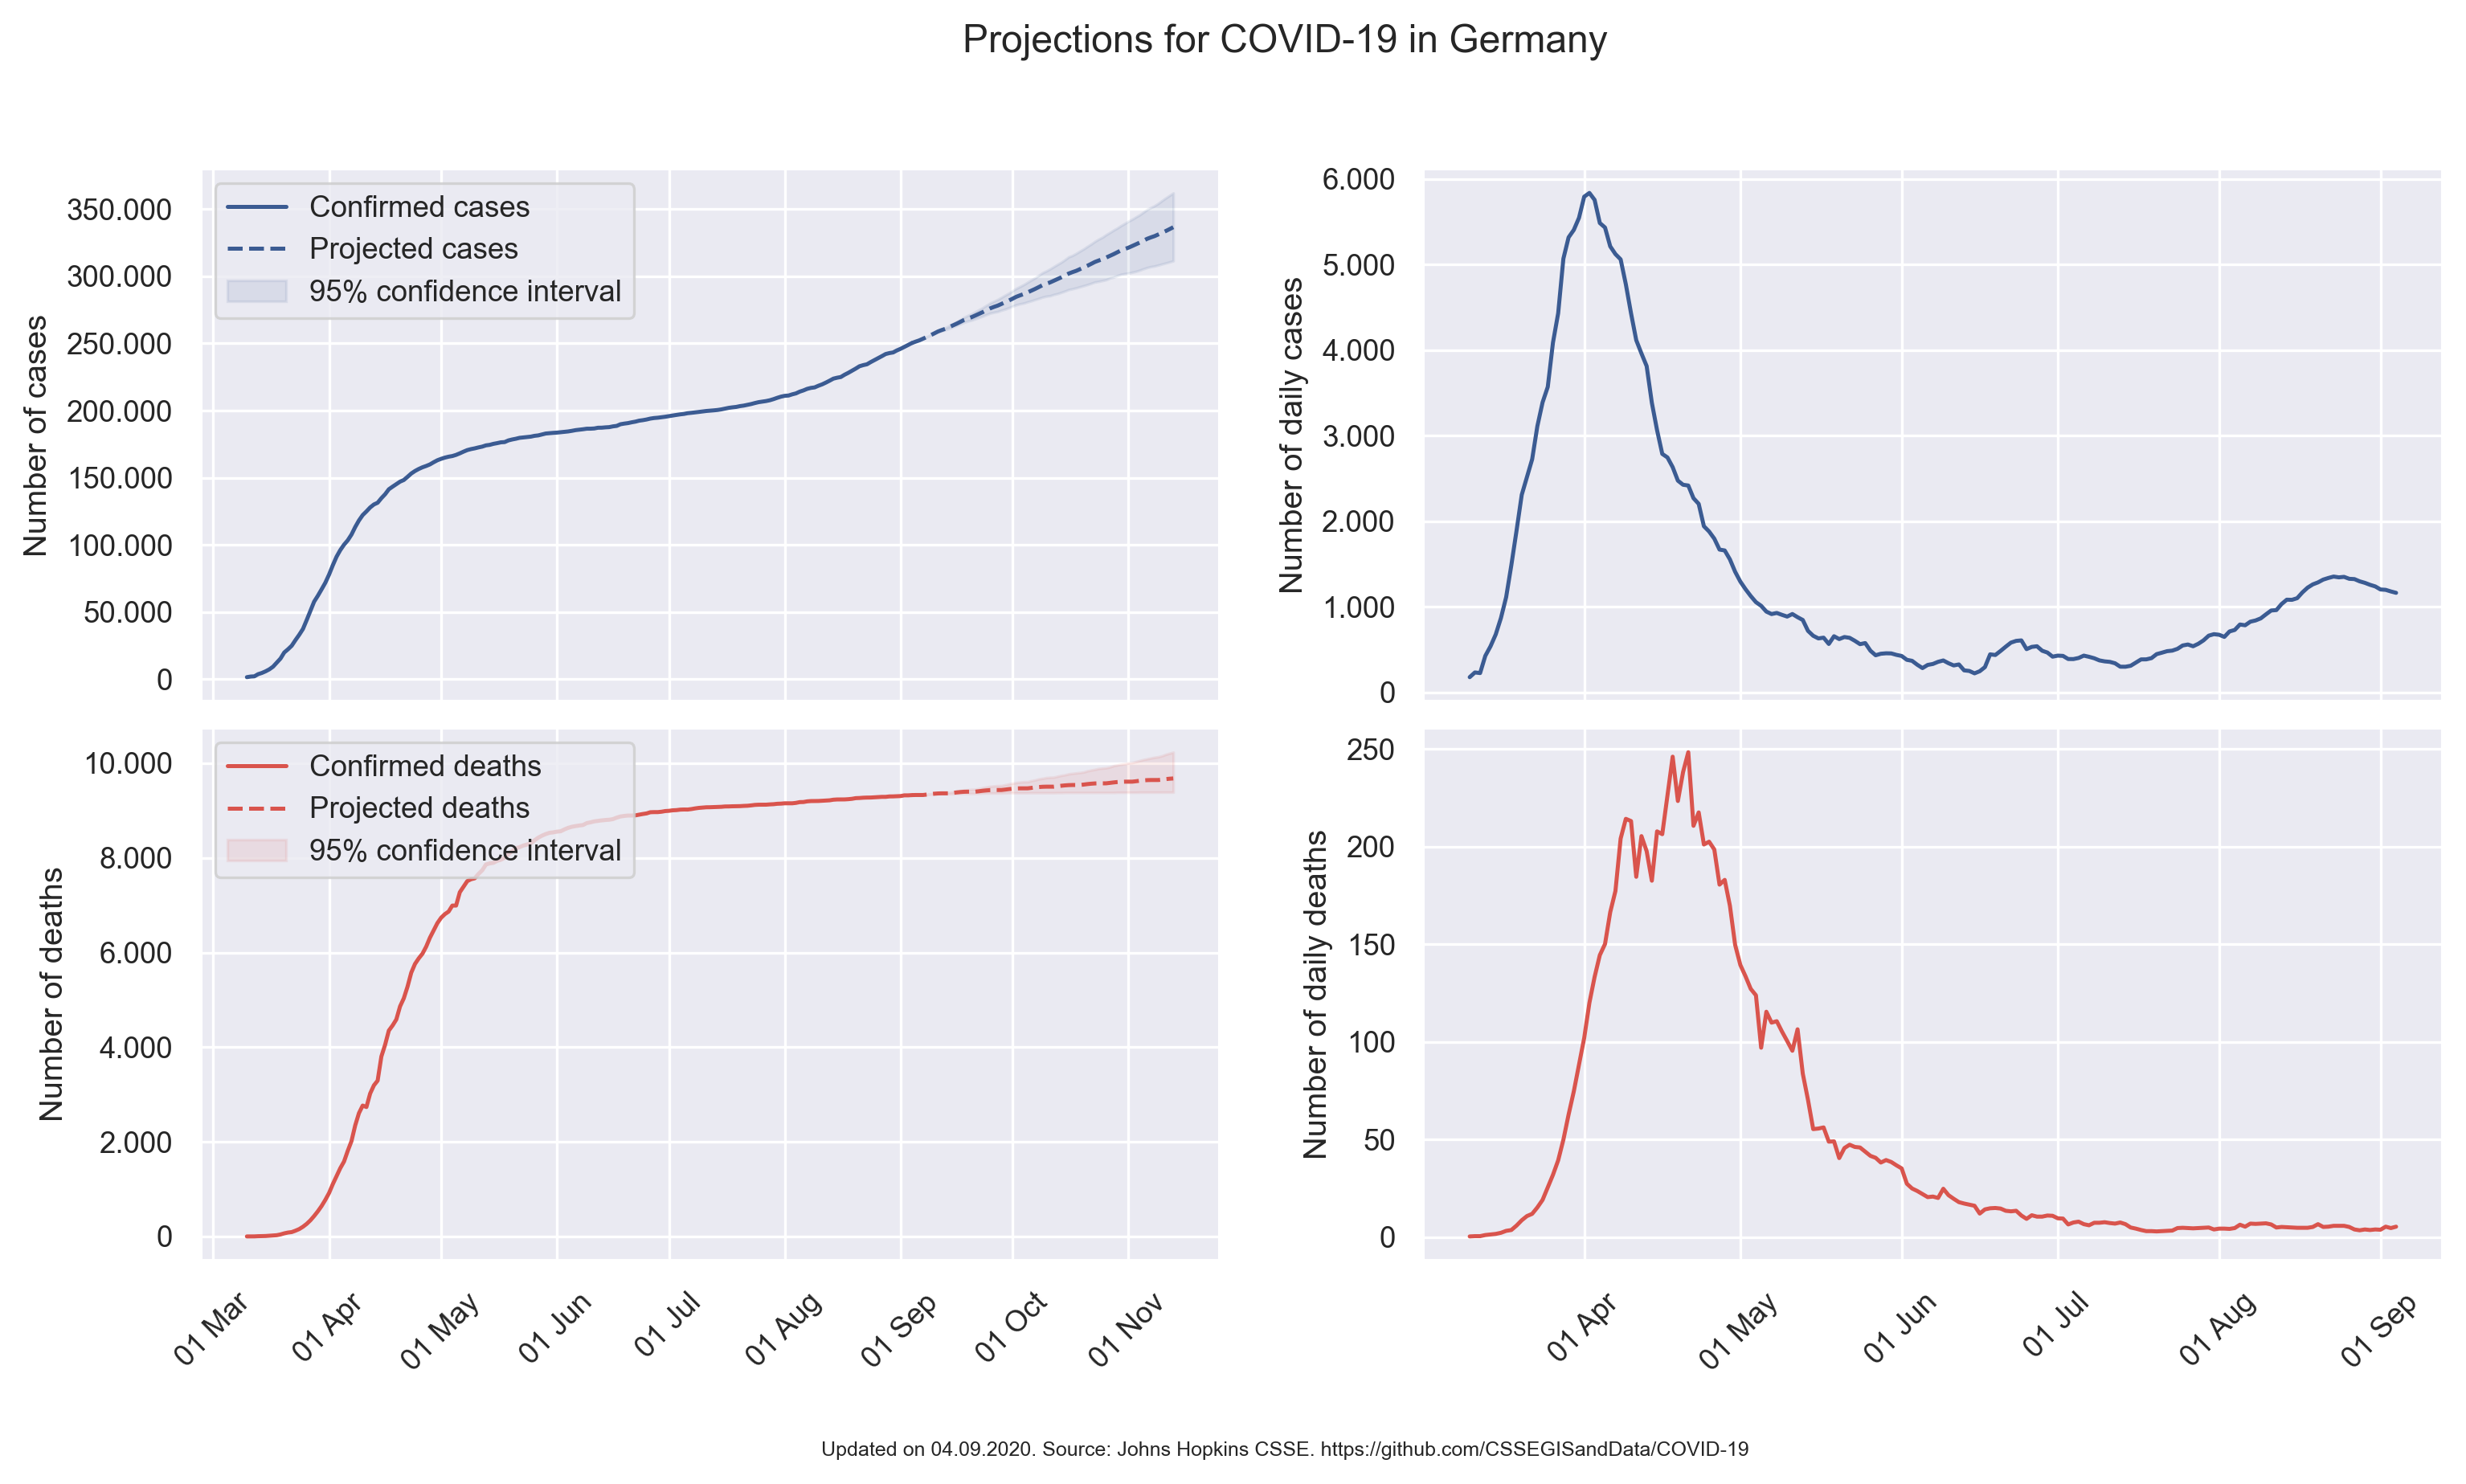 Projections for COVID-19 in Germany
Number of cases
350.000
300.000
250.000
200.000
150.000
100.000
50.000
0
Confirmed cases
Projected cases
95% confidence interval
Number of daily cases
6.000
5.000
4.000
3.000
2.000
1.000
0
Number of deaths
10.000
8.000
6.000
4.000
2.000
0
Confirmed deaths
Projected deaths
95% confidence interval
01 Mar
01 Apr
01 May
01 Jun
01 Jul
01 Aug
01 Sep
01 Oct
01 Nov
Number of daily deaths
250
200
150
100
50
0
01 Apr
01 May
01 Jun
01 Jul
01 Aug
01 Sep
Updated on 04.09.2020. Source: Johns Hopkins CSSE. https://github.com/CSSEGISandData/COVID-19